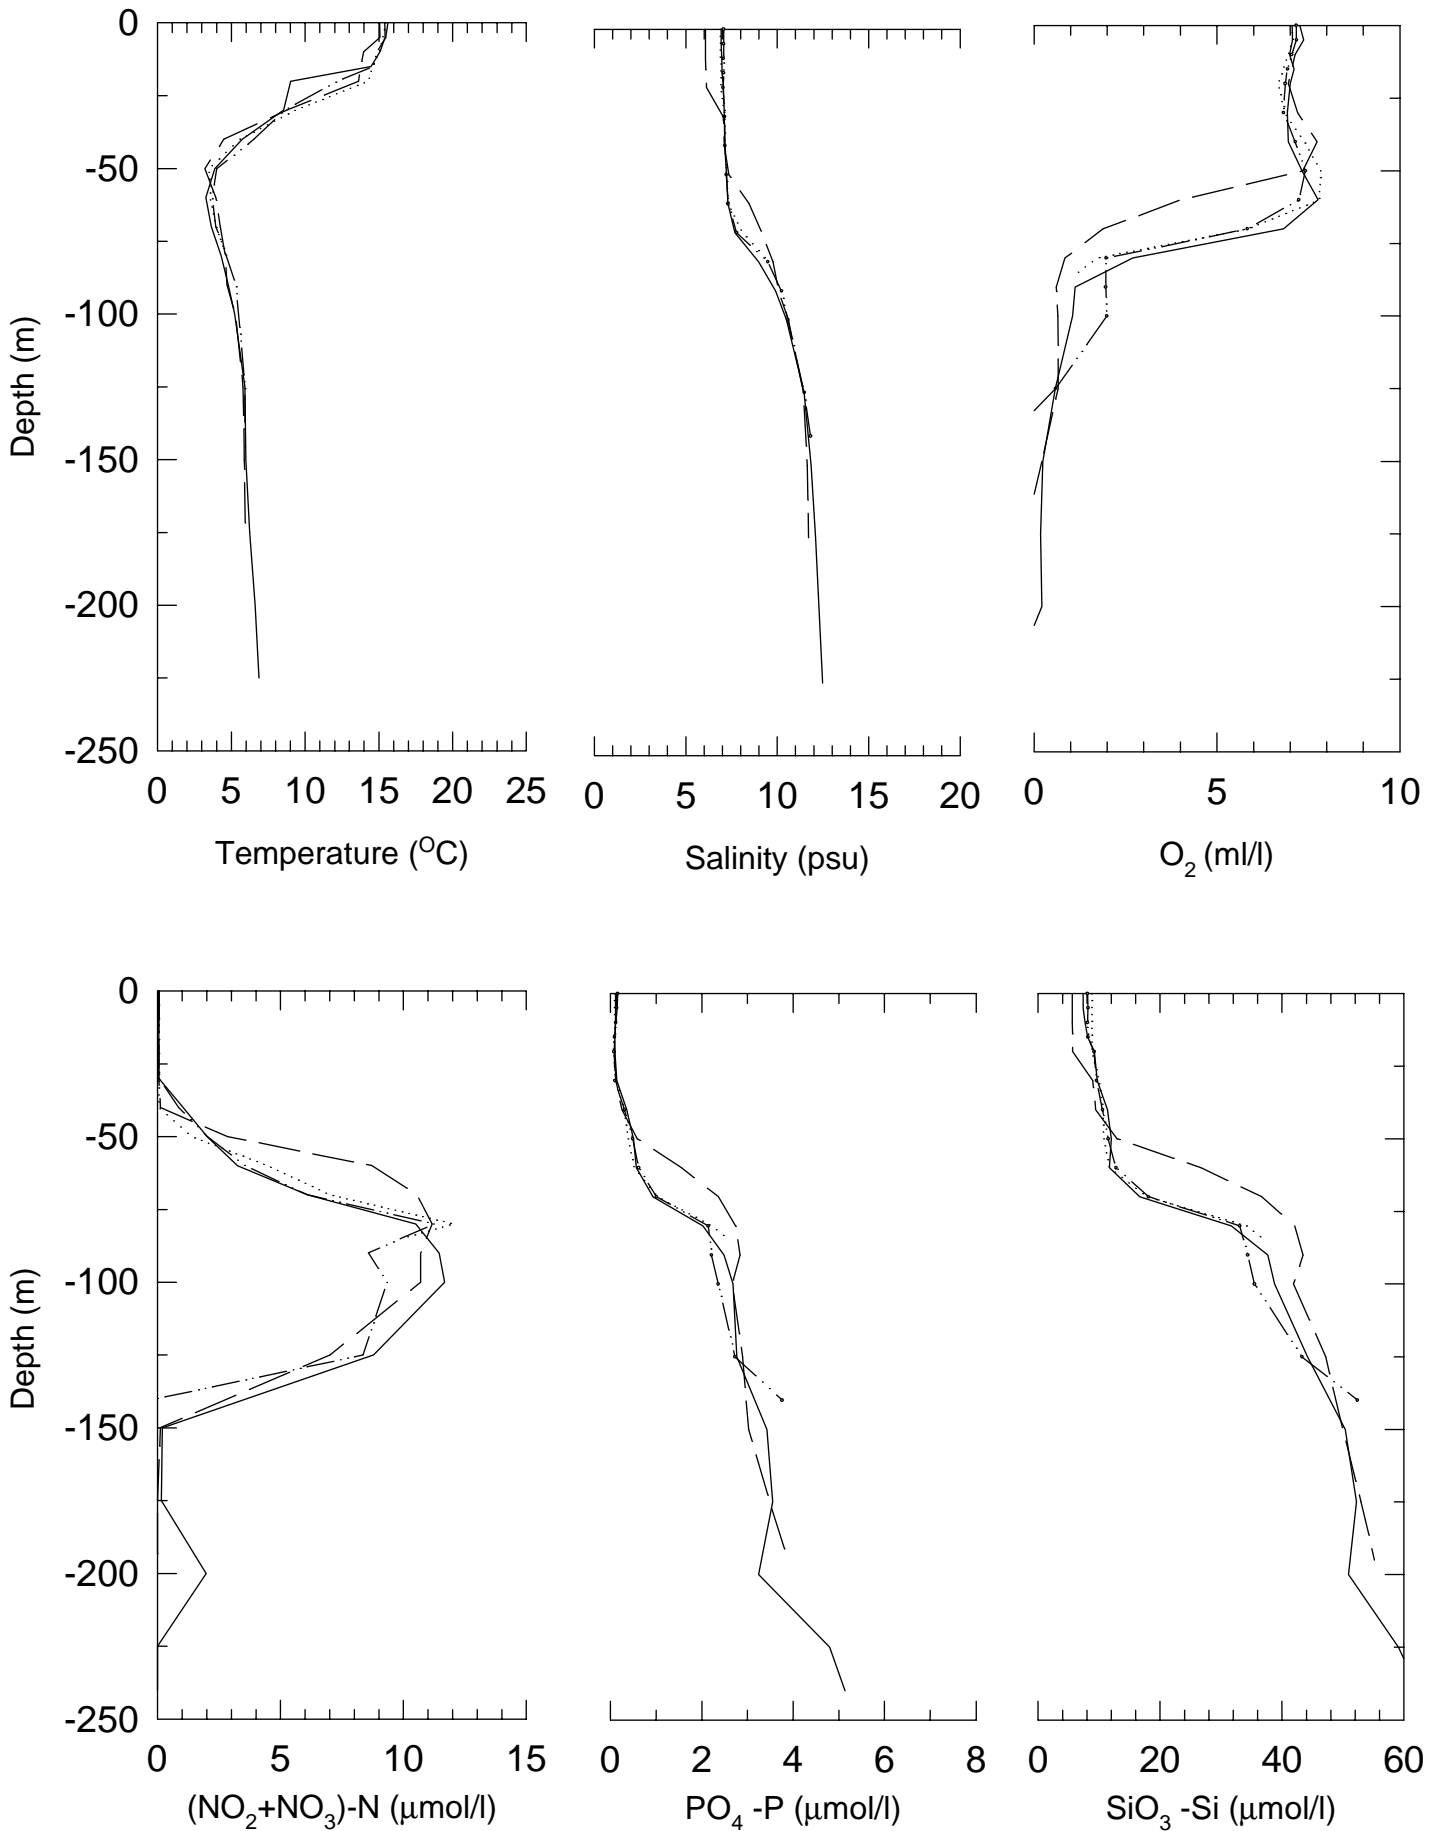 0
-50
-100
-150
-200
-250
Depth (m)
0 5 10 15 20 25
Temperature (ᴼC)
0 5 10 15 20
Salinity (psu)
0 5 10
O₂ (ml/l)
0
-50
-100
-150
-200
-250
Depth (m)
0 5 10 15
(NO₂+NO₃)-N (μmol/l)
0 2 4 6 8
PO₄ -P (μmol/l)
0 20 40 60
SiO₃ -Si (μmol/l)